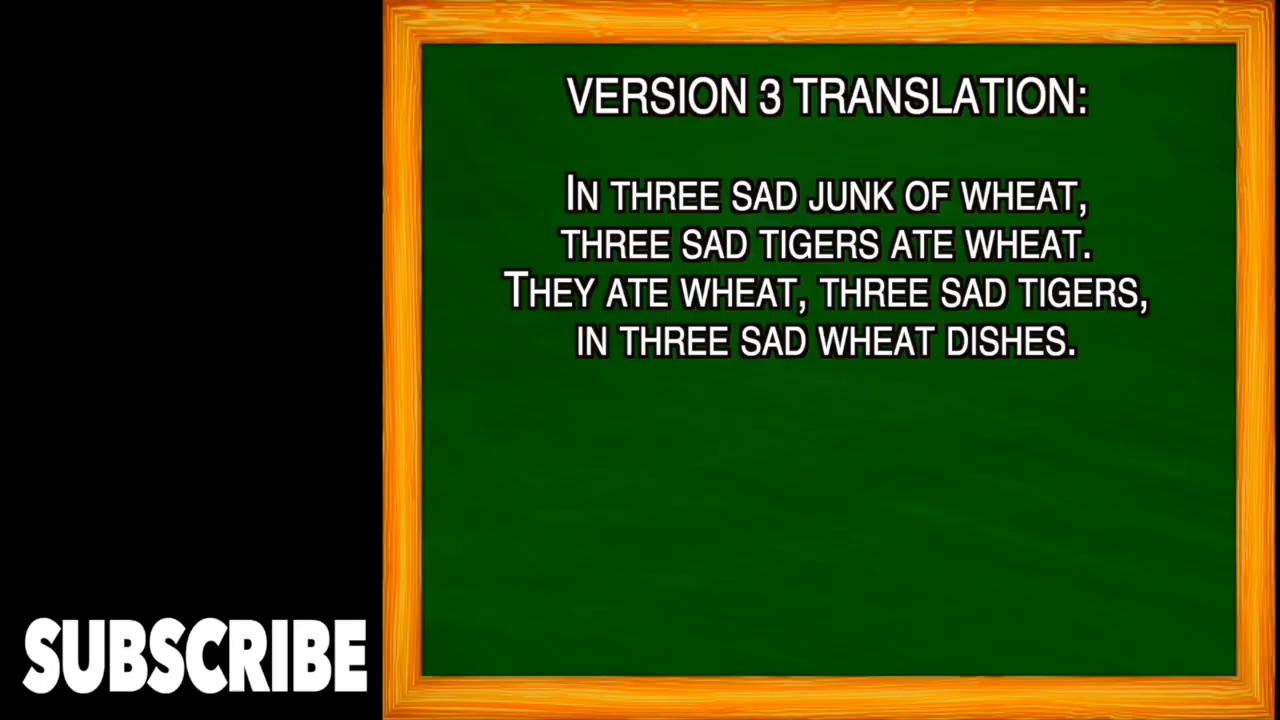 VERSION 3 TRANSLATION:
IN THREE SAD JUNK OF WHEAT,
THREE SAD TIGERS ATE WHEAT.
THEY ATE WHEAT, THREE SAD TIGERS,
IN THREE SAD WHEAT DISHES.
SUBSCRIBE